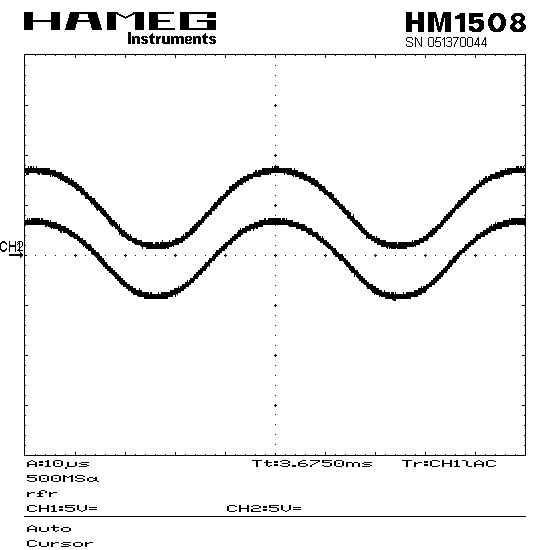 HAMEG
Instruments
HM1508
SN 051370044
CH2
A:10µs Tt:3.6750ms Tr:CH1~AC
500MSa
rfr
CH1:5V= CH2:5V=
Auto
Cursor